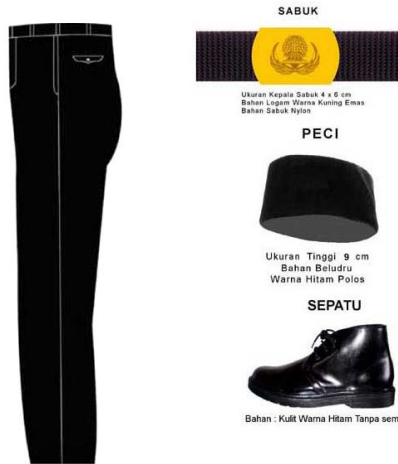 SABUK
Ukuran Kepala Sabuk 4 x 6 cm
Bahan Logam Warna Kuning Emas
Bahan Sabuk Nylon
PECI
Ukuran Tinggi 9 cm
Bahan Beludru
Warna Hitam Polos
SEPATU
Bahan : Kulit Warna Hitam Tanpa sem